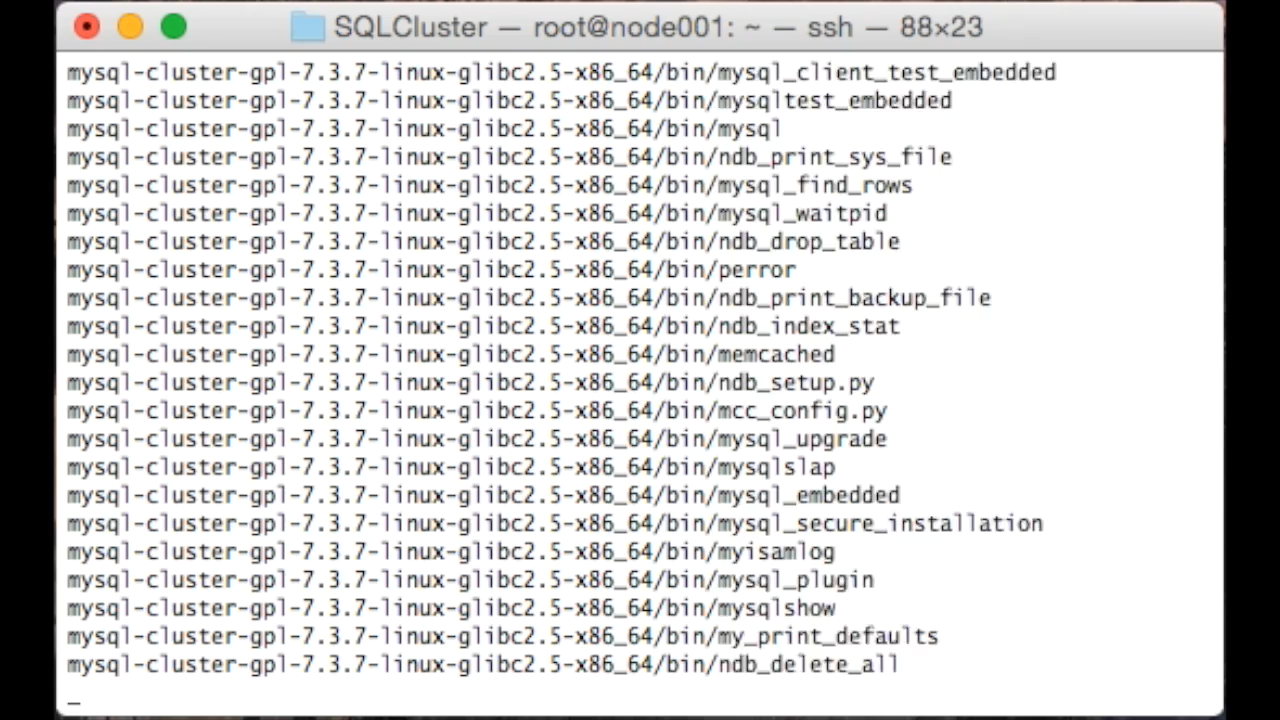 SQLCluster — root@node001: ~ — ssh — 88×23
mysql-cluster-gpl-7.3.7-linux-glibc2.5-x86_64/bin/mysql_client_test_embedded
mysql-cluster-gpl-7.3.7-linux-glibc2.5-x86_64/bin/mysqltest_embedded
mysql-cluster-gpl-7.3.7-linux-glibc2.5-x86_64/bin/mysql
mysql-cluster-gpl-7.3.7-linux-glibc2.5-x86_64/bin/ndb_print_sys_file
mysql-cluster-gpl-7.3.7-linux-glibc2.5-x86_64/bin/mysql_find_rows
mysql-cluster-gpl-7.3.7-linux-glibc2.5-x86_64/bin/mysql_waitpid
mysql-cluster-gpl-7.3.7-linux-glibc2.5-x86_64/bin/ndb_drop_table
mysql-cluster-gpl-7.3.7-linux-glibc2.5-x86_64/bin/perror
mysql-cluster-gpl-7.3.7-linux-glibc2.5-x86_64/bin/ndb_print_backup_file
mysql-cluster-gpl-7.3.7-linux-glibc2.5-x86_64/bin/ndb_index_stat
mysql-cluster-gpl-7.3.7-linux-glibc2.5-x86_64/bin/memcached
mysql-cluster-gpl-7.3.7-linux-glibc2.5-x86_64/bin/ndb_setup.py
mysql-cluster-gpl-7.3.7-linux-glibc2.5-x86_64/bin/mcc_config.py
mysql-cluster-gpl-7.3.7-linux-glibc2.5-x86_64/bin/mysql_upgrade
mysql-cluster-gpl-7.3.7-linux-glibc2.5-x86_64/bin/mysqlslap
mysql-cluster-gpl-7.3.7-linux-glibc2.5-x86_64/bin/mysql_embedded
mysql-cluster-gpl-7.3.7-linux-glibc2.5-x86_64/bin/mysql_secure_installation
mysql-cluster-gpl-7.3.7-linux-glibc2.5-x86_64/bin/myisamlog
mysql-cluster-gpl-7.3.7-linux-glibc2.5-x86_64/bin/mysql_plugin
mysql-cluster-gpl-7.3.7-linux-glibc2.5-x86_64/bin/mysqlshow
mysql-cluster-gpl-7.3.7-linux-glibc2.5-x86_64/bin/my_print_defaults
mysql-cluster-gpl-7.3.7-linux-glibc2.5-x86_64/bin/ndb_delete_all